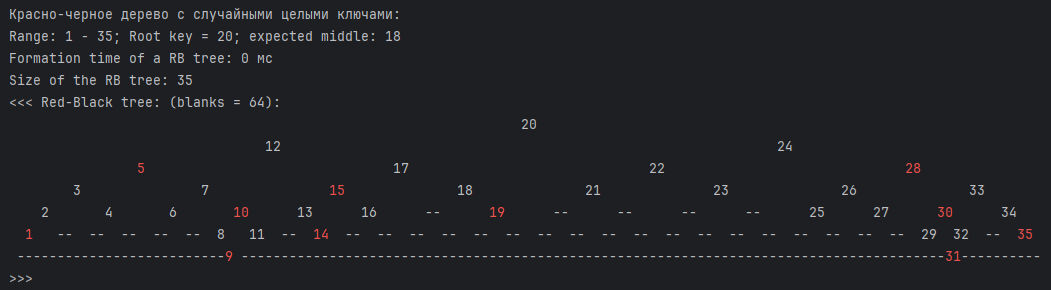 Красно-черное дерево с случайными целыми ключами:
Range: 1 - 35; Root key = 20; expected middle: 18
Formation time of a RB tree: 0 мс
Size of the RB tree: 35
<<< Red-Black tree: (blanks = 64):
20
12 24
5 17 22 28
3 7 15 18 21 23 26 33
2 4 6 10 13 16 -- 19 -- -- -- -- 25 27 30 34
1 -- -- -- -- -- 8 11 -- 14 -- -- -- -- -- -- -- -- -- -- -- -- -- -- -- -- -- -- 29 32 -- 35
--------------------------9 ----------------------------------------------------------------------------------------31----------
>>>